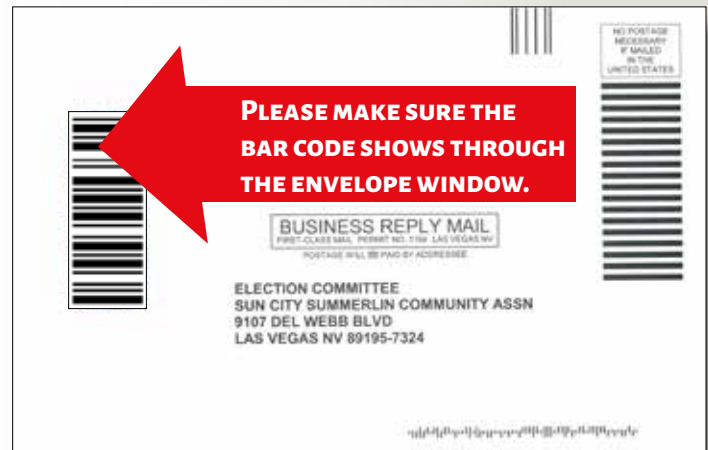 NO POSTAGE
NECESSARY
IF MAILED
IN THE
UNITED STATES
PLEASE MAKE SURE THE
BAR CODE SHOWS THROUGH
THE ENVELOPE WINDOW.
BUSINESS REPLY MAIL
FIRST-CLASS MAIL PERMIT NO. LAS VEGAS NV
POSTAGE WILL BE PAID BY ADDRESSEE
ELECTION COMMITTEE
SUN CITY SUMMERLIN COMMUNITY ASSN
9107 DEL WEBB BLVD
LAS VEGAS NV 89195-7324